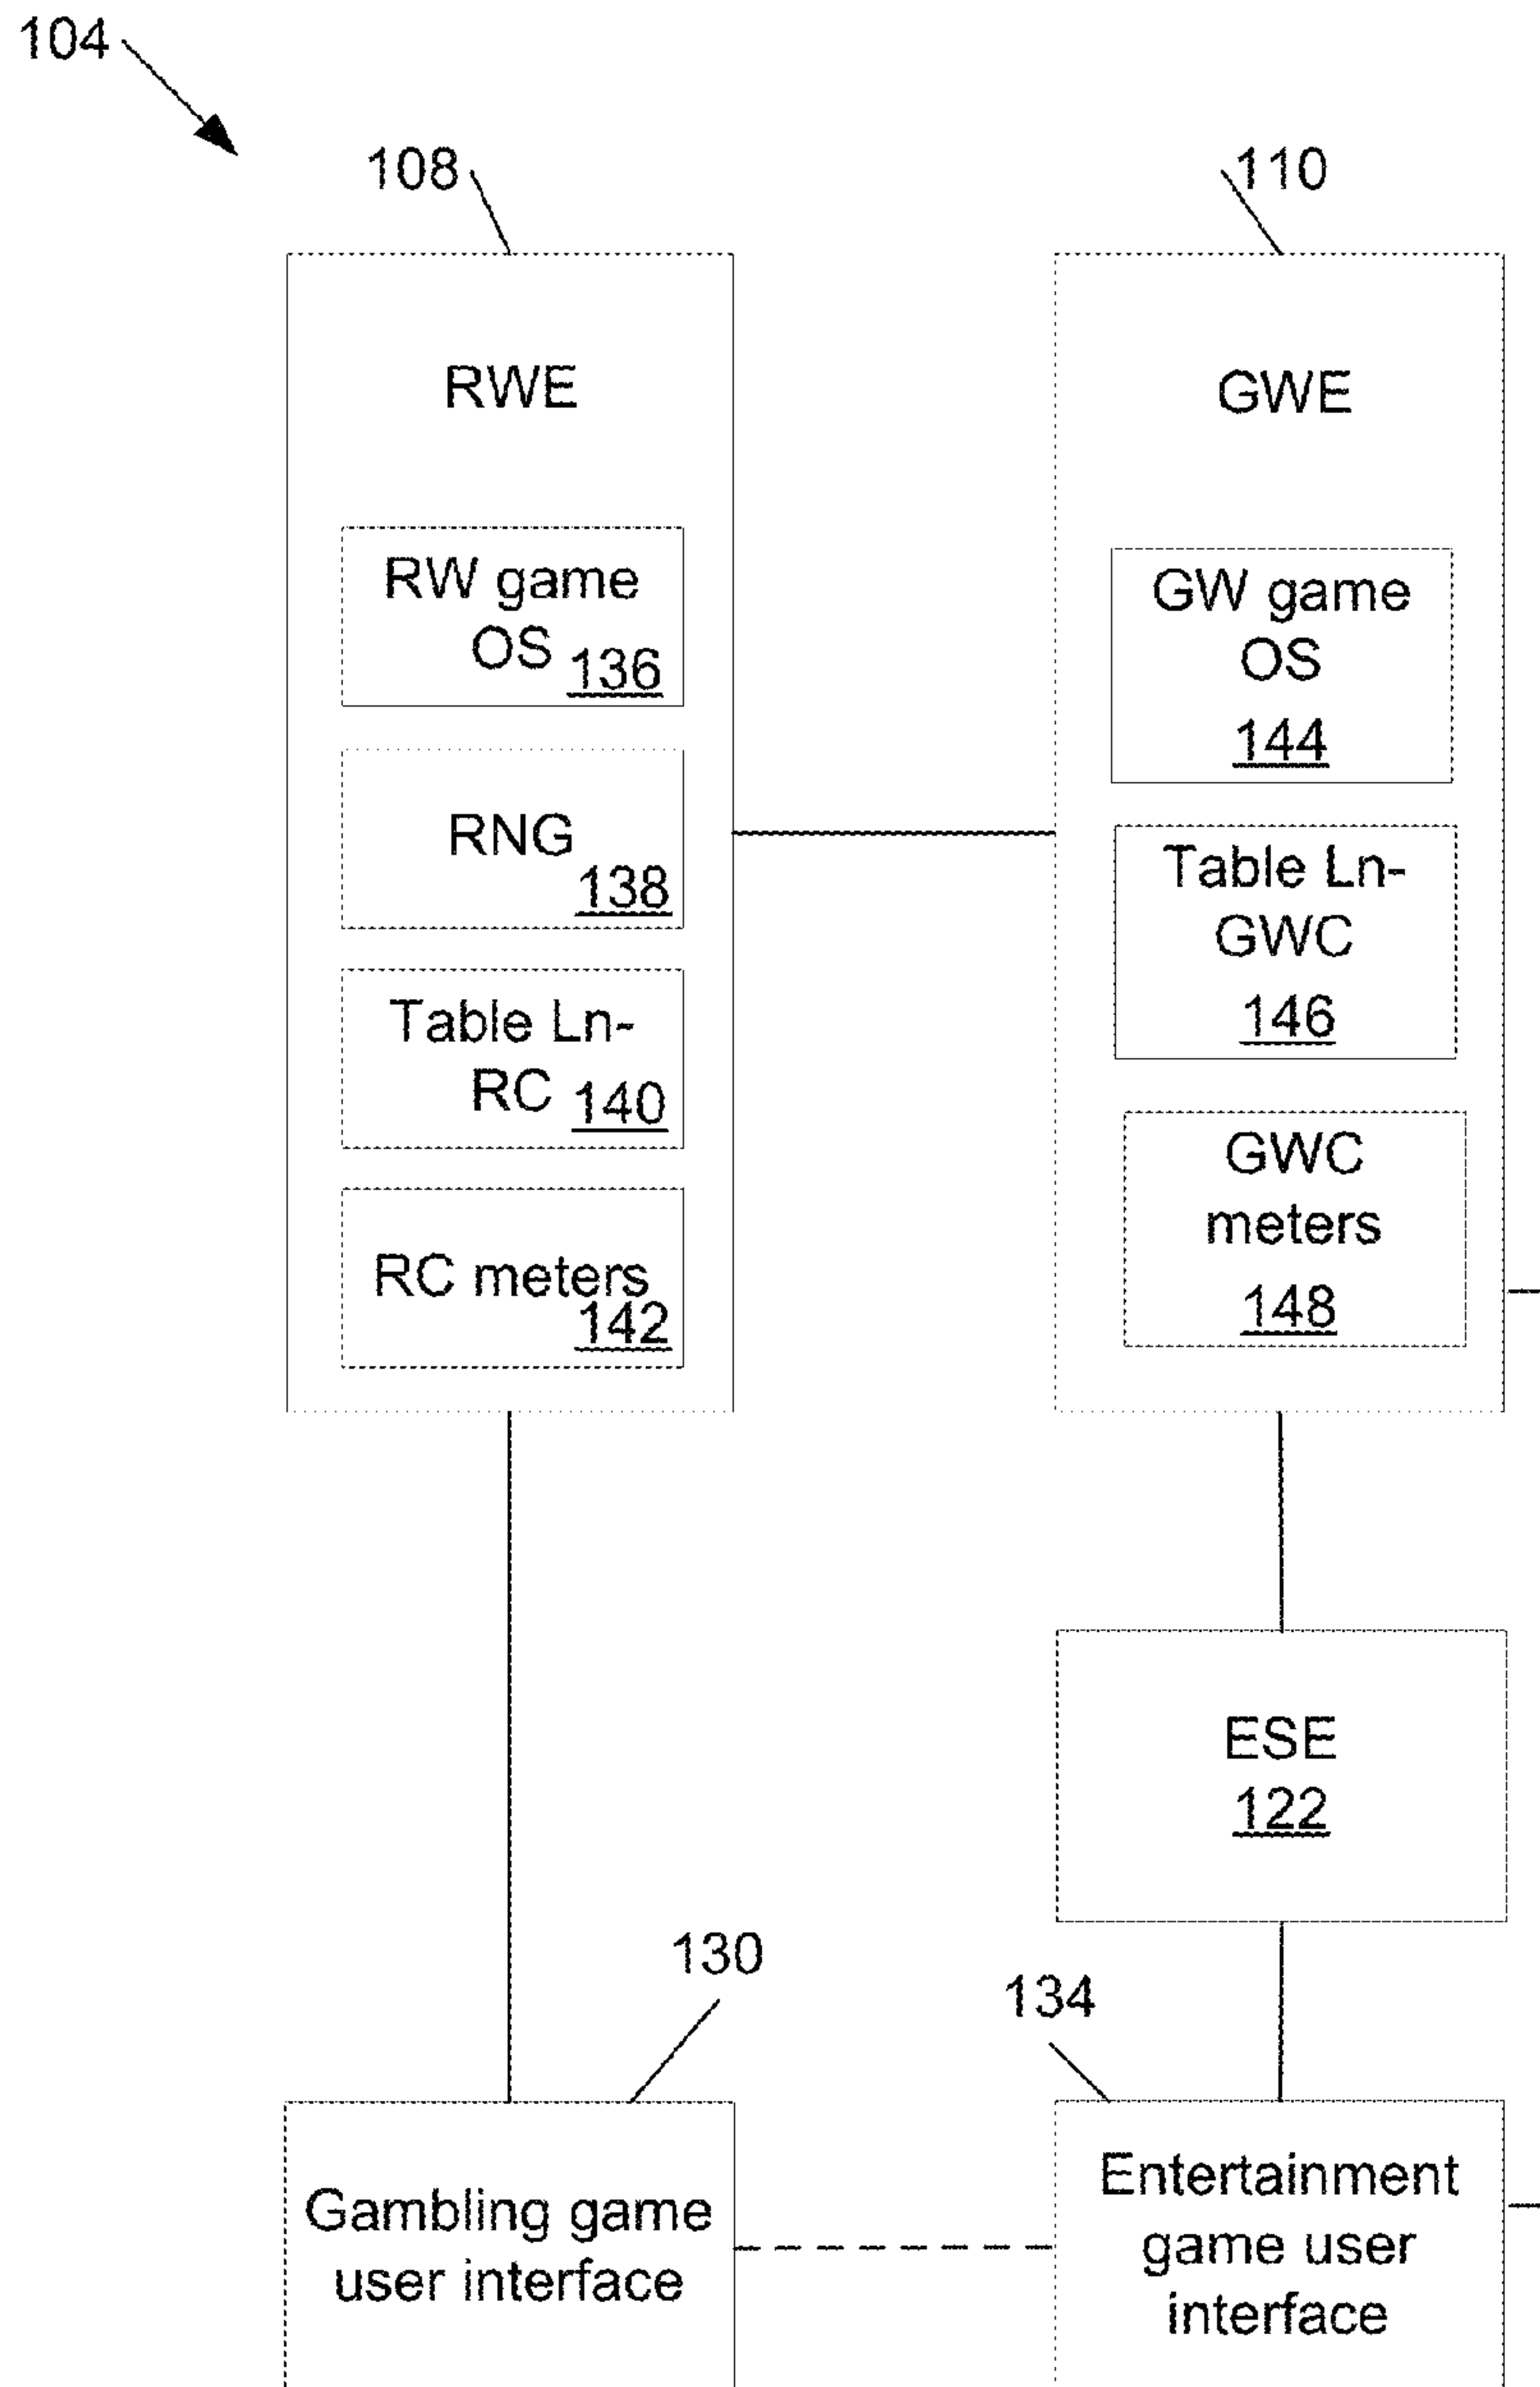 104
108
110
RWE
GWE
RW game
OS 136
RNG
138
Table Ln-
RC 140
RC meters
142
GW game
OS
144
Table Ln-
GWC
146
GWC
meters
148
ESE
122
130
134
Gambling game
user interface
Entertainment
game user
interface